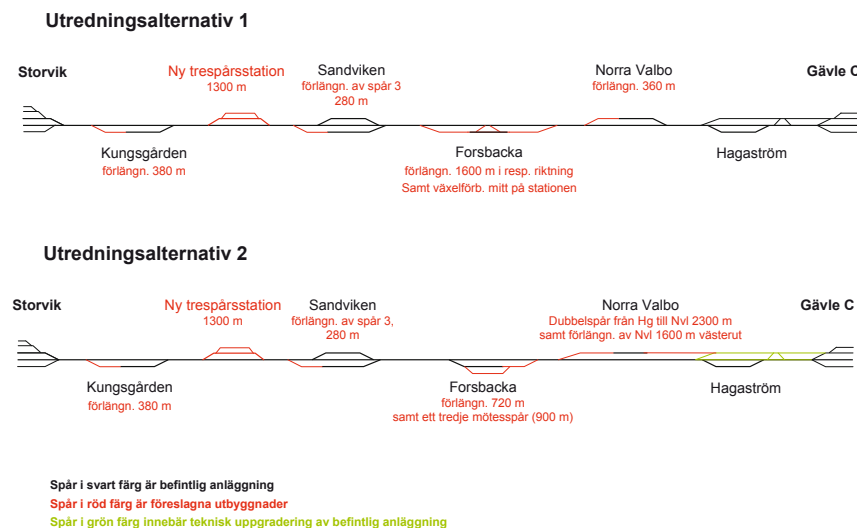 Utredningsalternativ 1
Storvik
Ny trespårsstation
1300 m
Sandviken
förlängn. av spår 3
280 m
Norra Valbo
förlängn. 360 m
Gävle C
Kungsgården
förlängn. 380 m
Forsbacka
förlängn. 1600 m i resp. riktning
Samt växelförb. mitt på stationen
Hagaström
Utredningsalternativ 2
Storvik
Ny trespårsstation
1300 m
Sandviken
förlängn. av spår 3,
280 m
Norra Valbo
Dubbelspår från Hg till Nvl 2300 m
samt förlängn. av Nvl 1600 m västerut
Gävle C
Kungsgården
förlängn. 380 m
Forsbacka
förlängn. 720 m
samt ett tredje mötesspår (900 m)
Hagaström
Spår i svart färg är befintlig anläggning
Spår i röd färg är föreslagna utbyggnader
Spår i grön färg innebär teknisk uppgradering av befintlig anläggning